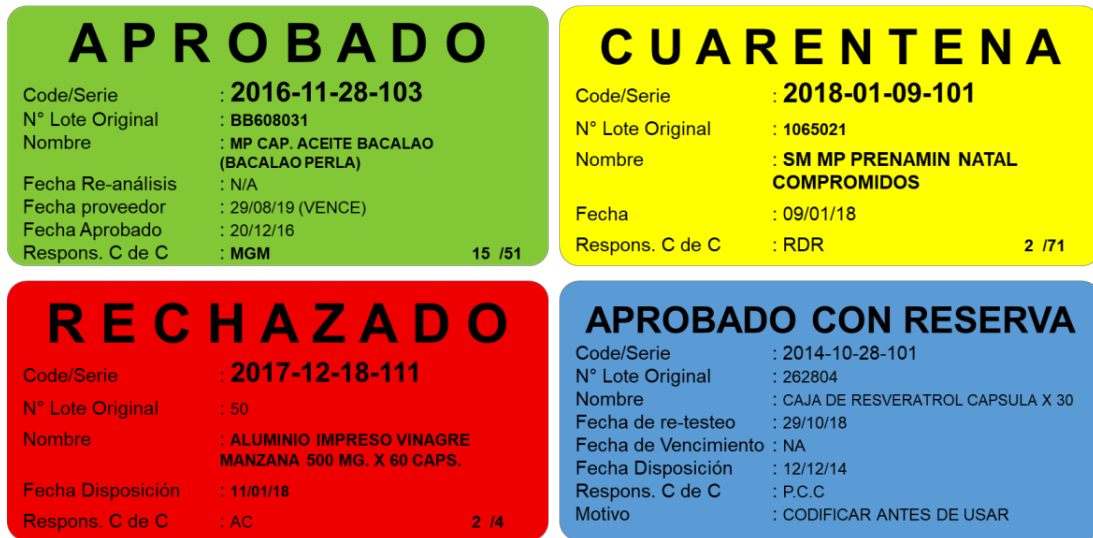 APROBADO
Code/Serie : 2016-11-28-103
N° Lote Original : BB608031
Nombre : MP CAP. ACEITE BACALAO
(BACALAO PERLA)
Fecha Re-análisis : N/A
Fecha proveedor : 29/08/19 (VENCE)
Fecha Aprobado : 20/12/16
Respons. C de C : MGM 15 /51
CUARENTENA
Code/Serie : 2018-01-09-101
N° Lote Original : 1065021
Nombre : SM MP PRENAMIN NATAL
COMPROMIDOS
Fecha : 09/01/18
Respons. C de C : RDR 2 /71
RECHAZADO
Code/Serie : 2017-12-18-111
N° Lote Original : 50
Nombre : ALUMINIO IMPRESO VINAGRE
MANZANA 500 MG. X 60 CAPS.
Fecha Disposición : 11/01/18
Respons. C de C : AC 2 /4
APROBADO CON RESERVA
Code/Serie : 2014-10-28-101
N° Lote Original : 262804
Nombre : CAJA DE RESVERATROL CAPSULA X 30
Fecha de re-testeo : 29/10/18
Fecha de Vencimiento : NA
Fecha Disposición : 12/12/14
Respons. C de C : P.C.C
Motivo : CODIFICAR ANTES DE USAR